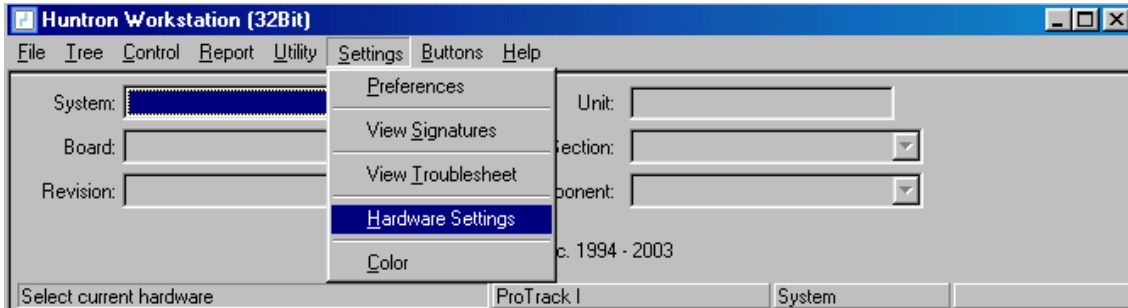 Huntron Workstation (32Bit)
File Tree Control Report Utility Settings Buttons Help
Preferences
System: Unit:
View Signatures
Board: Section:
View Troublesheet
Revision: ponent:
Hardware Settings
c. 1994 - 2003
Color
Select current hardware ProTrack I System